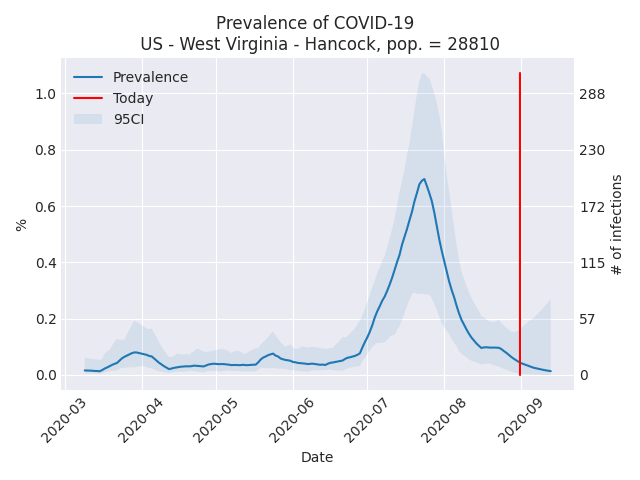 Prevalence of COVID-19
US - West Virginia - Hancock, pop. = 28810
Prevalence
Today
95CI
1.0
0.8
0.6
0.4
0.2
0.0
%
288
230
172
115
57
0
# of infections
2020-03
2020-04
2020-05
2020-06
2020-07
2020-08
2020-09
Date